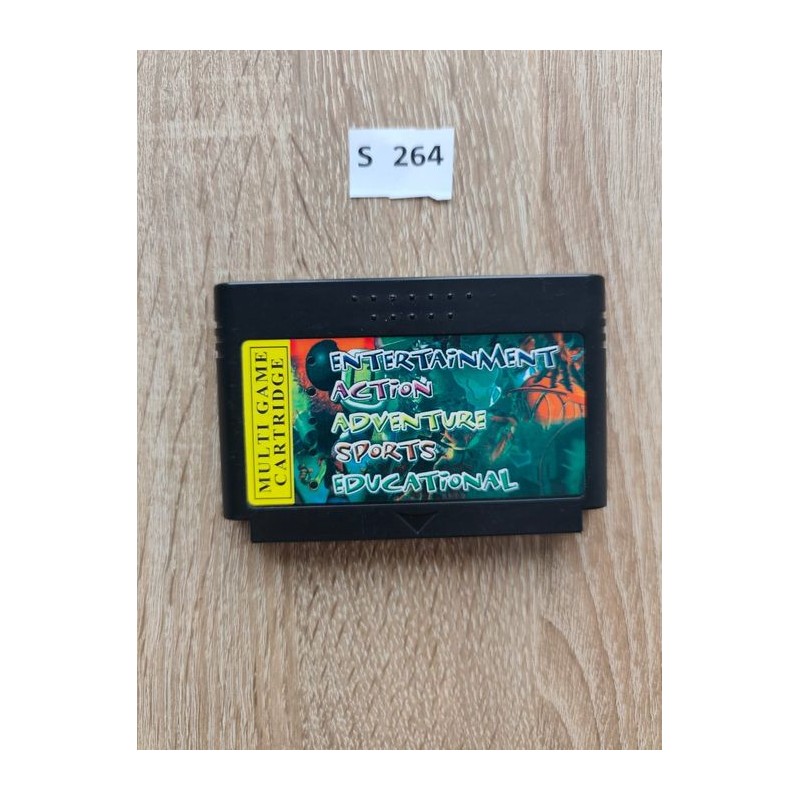 S 264
MULTI GAME
CARTRIDGE
ENTERTAINMENT
ACTION
ADVENTURE
SPORTS
EDUCATIONAL